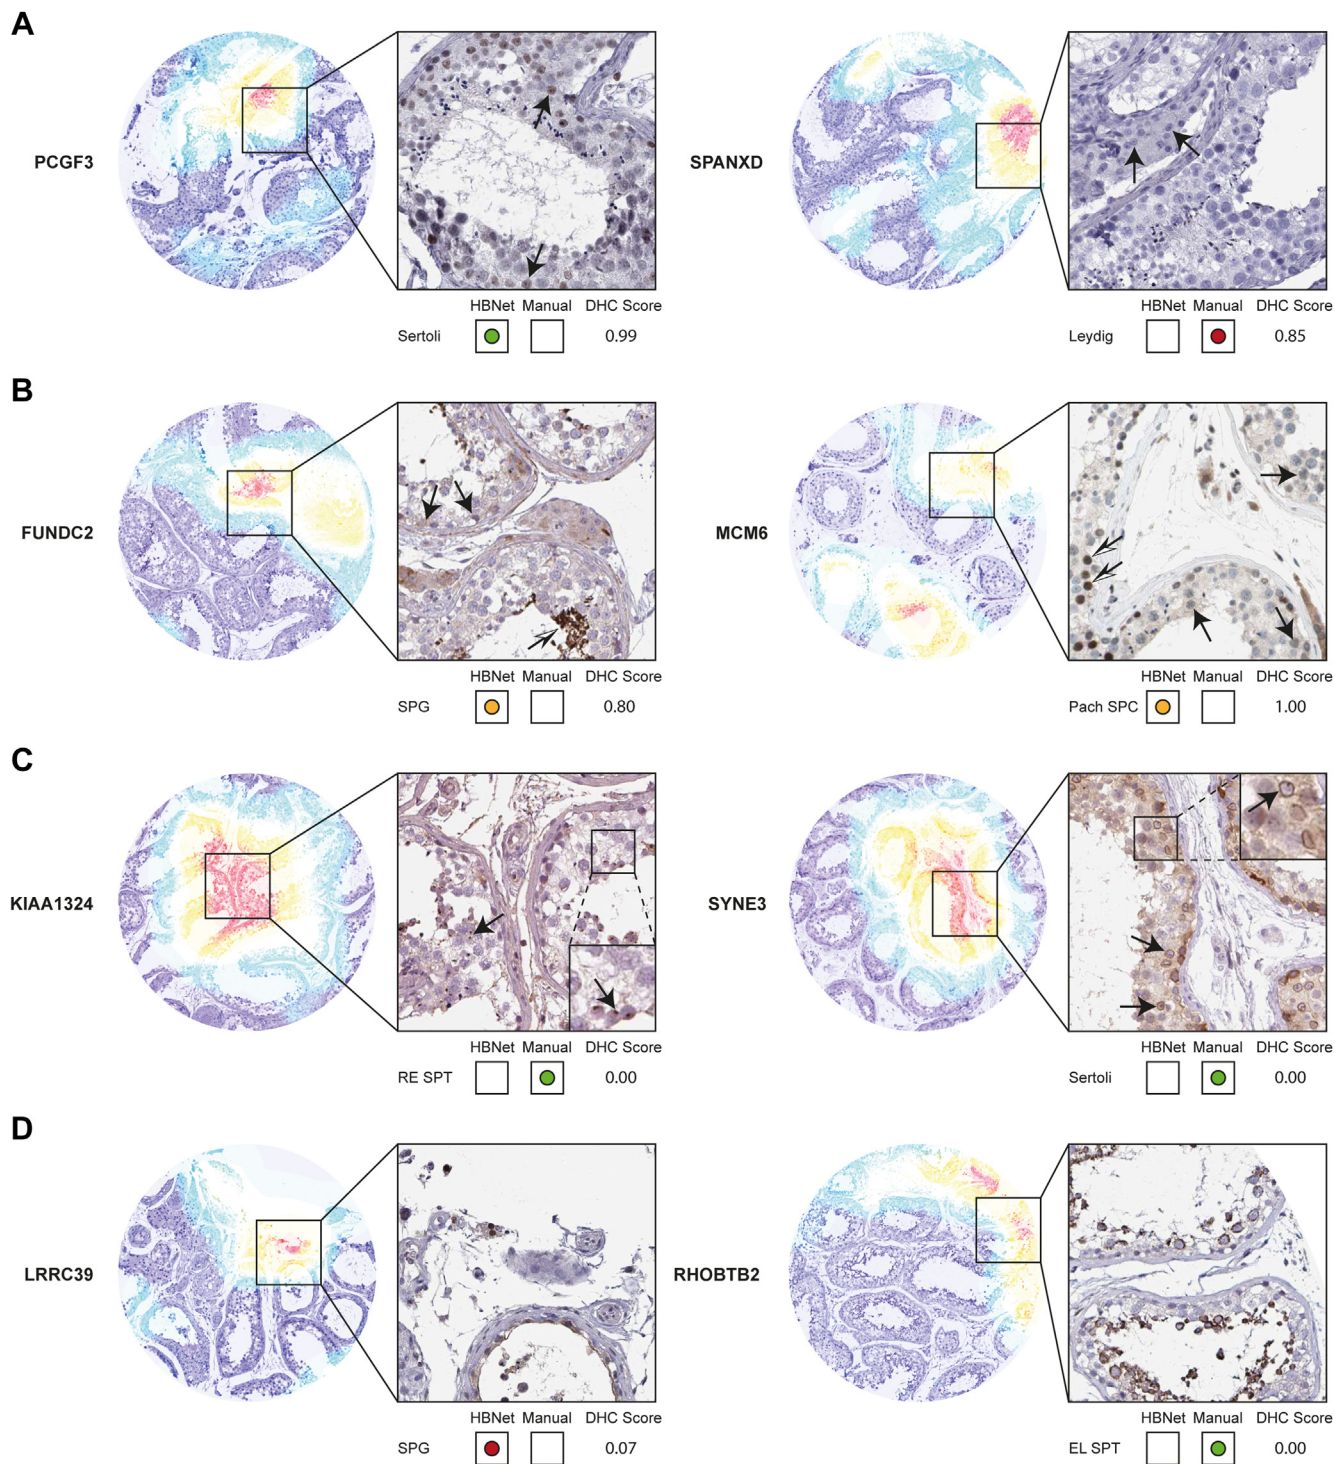 A
PCGF3
HBNet Manual DHC Score
Sertoli 0.99
SPANXD
HBNet Manual DHC Score
Leydig 0.85
B
FUNDC2
HBNet Manual DHC Score
SPG 0.80
MCM6
HBNet Manual DHC Score
Pach SPC 1.00
C
KIAA1324
HBNet Manual DHC Score
RE SPT 0.00
SYNE3
HBNet Manual DHC Score
Sertoli 0.00
D
LRRC39
HBNet Manual DHC Score
SPG 0.07
RHOBTB2
HBNet Manual DHC Score
EL SPT 0.00